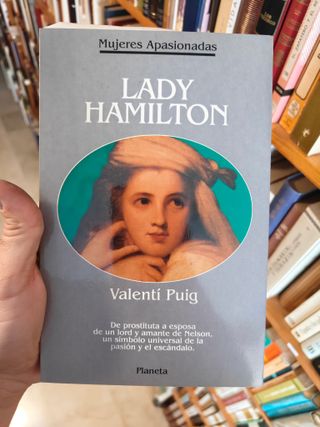 Mujeres Apasionadas
LADY
HAMILTON
Valentí Puig
De prostituta a esposa
de un lord y amante de Nelson,
un símbolo universal de la
pasión y el escándalo.
Planeta